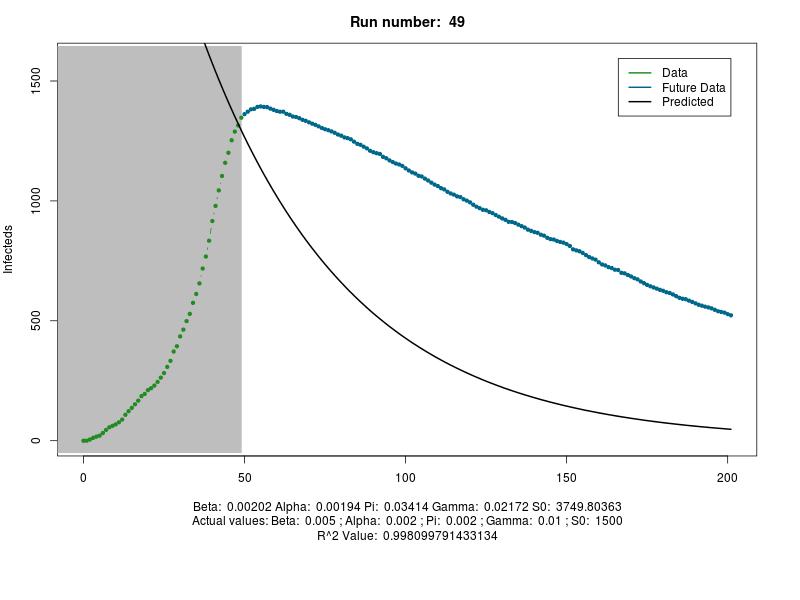 Run number: 49
Data
Future Data
Predicted
Infecteds
1500
1000
500
0
0 50 100 150 200
Beta: 0.00202 Alpha: 0.00194 Pi: 0.03414 Gamma: 0.02172 S0: 3749.80363
Actual values: Beta: 0.005 ; Alpha: 0.002 ; Pi: 0.002 ; Gamma: 0.01 ; S0: 1500
R^2 Value: 0.998099791433134